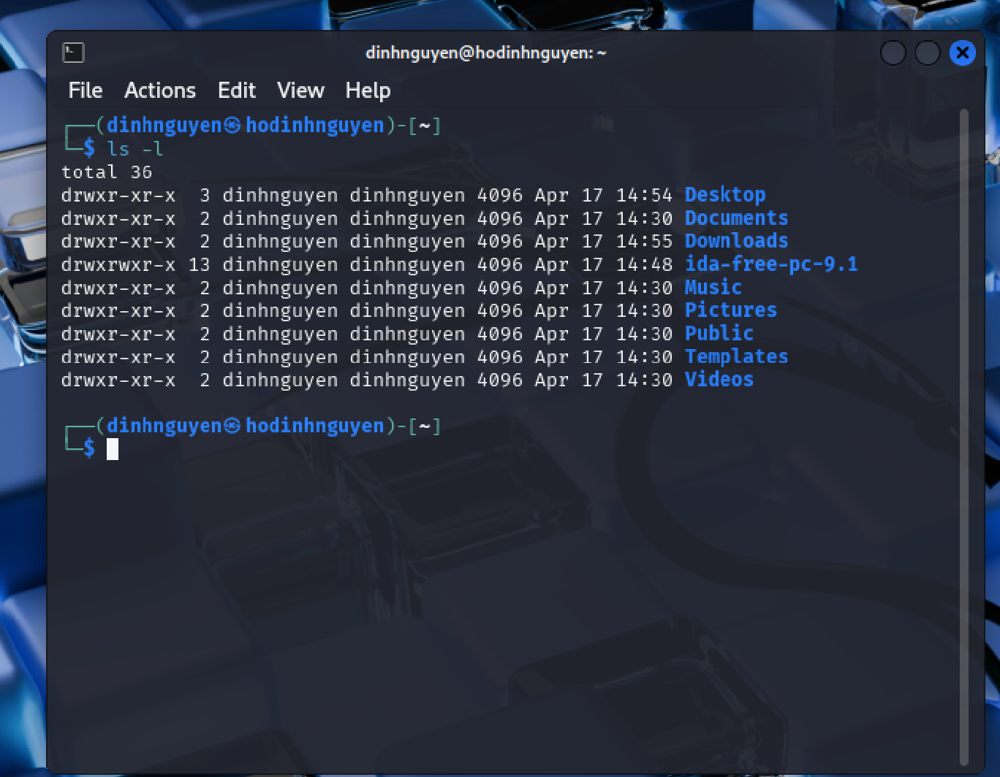 dinhnguyen@hodinhnguyen: ~
File Actions Edit View Help
┌──(dinhnguyen㉿hodinhnguyen)-[~]
└─$ ls -l
total 36
drwxr-xr-x  3 dinhnguyen dinhnguyen 4096 Apr 17 14:54 Desktop
drwxr-xr-x  2 dinhnguyen dinhnguyen 4096 Apr 17 14:30 Documents
drwxr-xr-x  2 dinhnguyen dinhnguyen 4096 Apr 17 14:55 Downloads
drwxrwxr-x 13 dinhnguyen dinhnguyen 4096 Apr 17 14:48 ida-free-pc-9.1
drwxr-xr-x  2 dinhnguyen dinhnguyen 4096 Apr 17 14:30 Music
drwxr-xr-x  2 dinhnguyen dinhnguyen 4096 Apr 17 14:30 Pictures
drwxr-xr-x  2 dinhnguyen dinhnguyen 4096 Apr 17 14:30 Public
drwxr-xr-x  2 dinhnguyen dinhnguyen 4096 Apr 17 14:30 Templates
drwxr-xr-x  2 dinhnguyen dinhnguyen 4096 Apr 17 14:30 Videos
┌──(dinhnguyen㉿hodinhnguyen)-[~]
└─$